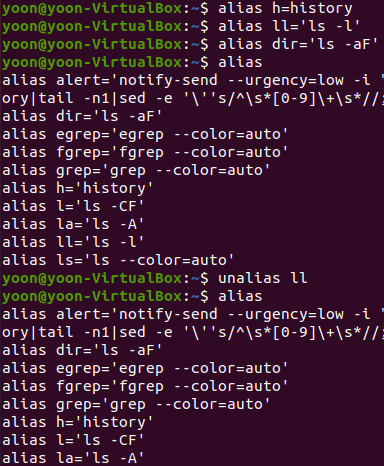 yoon@yoon-VirtualBox:~$ alias h=history
yoon@yoon-VirtualBox:~$ alias ll='ls -l'
yoon@yoon-VirtualBox:~$ alias dir='ls -aF'
yoon@yoon-VirtualBox:~$ alias
alias alert='notify-send --urgency=low -i "
ory|tail -n1|sed -e '\''s/^\s*[0-9]\+\s*//;
alias dir='ls -aF'
alias egrep='egrep --color=auto'
alias fgrep='fgrep --color=auto'
alias grep='grep --color=auto'
alias h='history'
alias l='ls -CF'
alias la='ls -A'
alias ll='ls -l'
alias ls='ls --color=auto'
yoon@yoon-VirtualBox:~$ unalias ll
yoon@yoon-VirtualBox:~$ alias
alias alert='notify-send --urgency=low -i "
ory|tail -n1|sed -e '\''s/^\s*[0-9]\+\s*//;
alias dir='ls -aF'
alias egrep='egrep --color=auto'
alias fgrep='fgrep --color=auto'
alias grep='grep --color=auto'
alias h='history'
alias l='ls -CF'
alias la='ls -A'